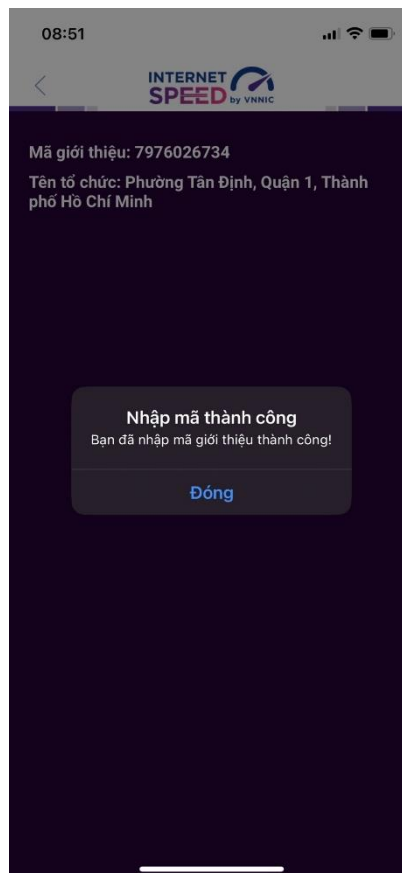 08:51
INTERNET
SPEED by VNNIC
Mã giới thiệu: 7976026734
Tên tổ chức: Phường Tân Định, Quận 1, Thành
phố Hồ Chí Minh
Nhập mã thành công
Bạn đã nhập mã giới thiệu thành công!
Đóng